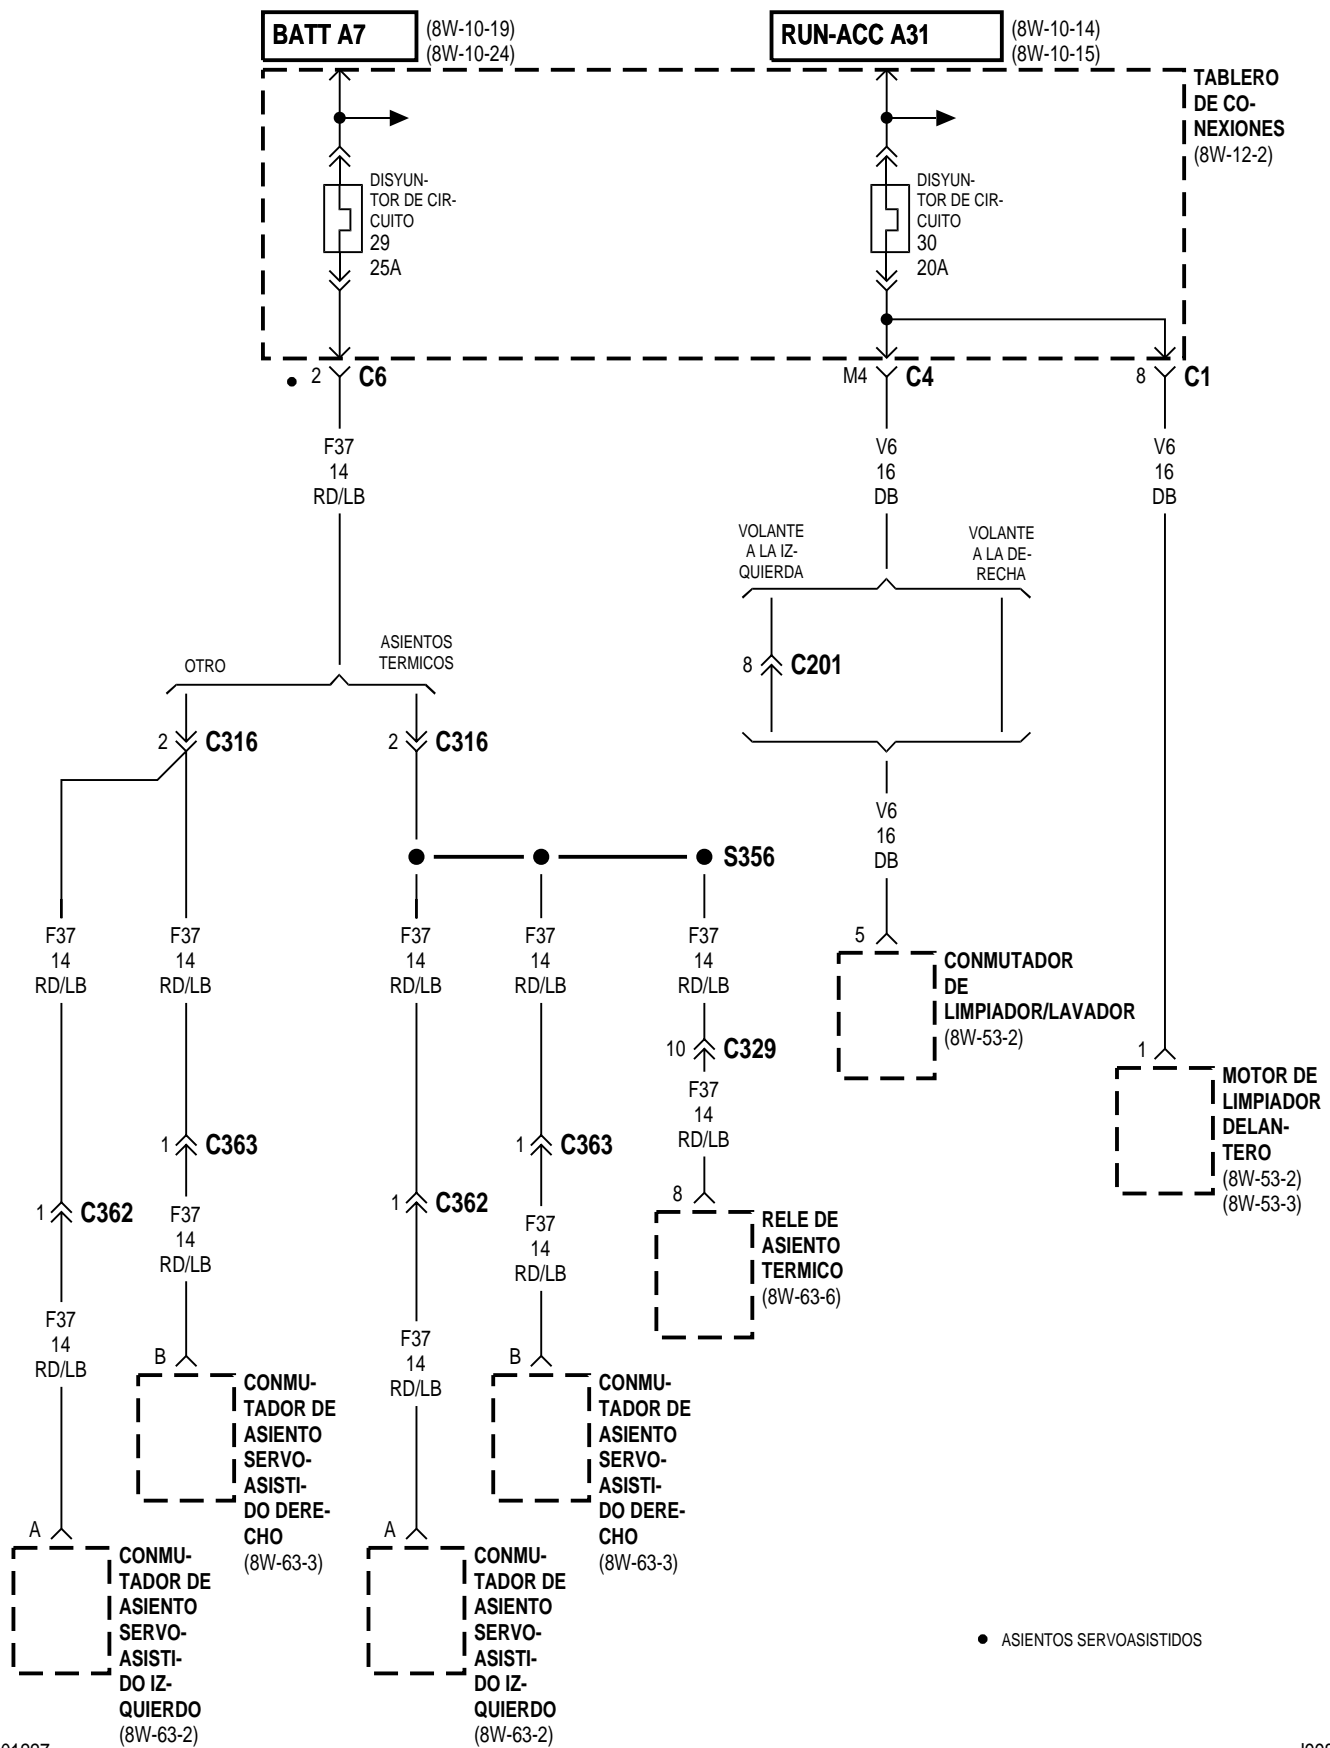 BATT A7
(8W-10-19)
(8W-10-24)
RUN-ACC A31
(8W-10-14)
(8W-10-15)
TABLERO
DE CO-
NEXIONES
(8W-12-2)
DISYUN-
TOR DE CIR-
CUITO
29
25A
DISYUN-
TOR DE CIR-
CUITO
30
20A
2
C6
M4
C4
8
C1
F37
14
RD/LB
V6
16
DB
V6
16
DB
VOLANTE
A LA IZ-
QUIERDA
VOLANTE
A LA DE-
RECHA
8
C201
OTRO
ASIENTOS
TERMICOS
2
C316
2
C316
V6
16
DB
S356
F37
14
RD/LB
F37
14
RD/LB
F37
14
RD/LB
F37
14
RD/LB
F37
14
RD/LB
5
CONMUTADOR
DE
LIMPIADOR/LAVADOR
(8W-53-2)
10
C329
F37
14
RD/LB
1
MOTOR DE
LIMPIADOR
DELAN-
TERO
(8W-53-2)
(8W-53-3)
1
C363
1
C363
1
C362
1
C362
8
RELE DE
ASIENTO
TERMICO
(8W-63-6)
F37
14
RD/LB
F37
14
RD/LB
F37
14
RD/LB
F37
14
RD/LB
B
CONMU-
TADOR DE
ASIENTO
SERVO-
ASISTI-
DO DERE-
CHO
(8W-63-3)
B
CONMU-
TADOR DE
ASIENTO
SERVO-
ASISTI-
DO DERE-
CHO
(8W-63-3)
A
CONMU-
TADOR DE
ASIENTO
SERVO-
ASISTI-
DO IZ-
QUIERDO
(8W-63-2)
A
CONMU-
TADOR DE
ASIENTO
SERVO-
ASISTI-
DO IZ-
QUIERDO
(8W-63-2)
● ASIENTOS SERVOASISTIDOS